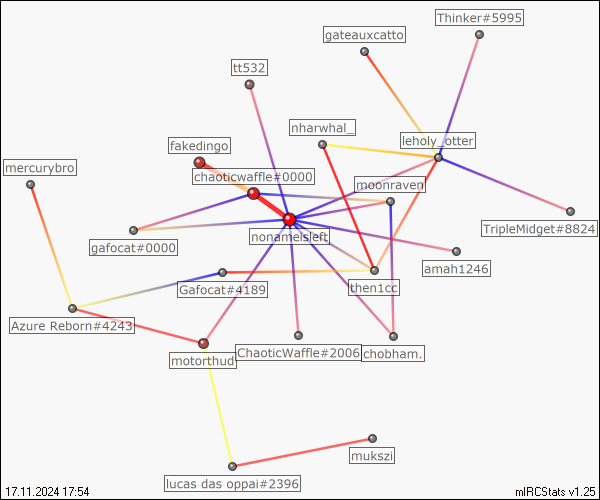 Thinker#5995
gateauxcatto
tt532
nharwhal_
leholy_otter
fakedingo
mercurybro
chaoticwaffle#0000
moonraven
TripleMidget#8824
nonameisleft
gafocat#0000
amah1246
Gafocat#4189
then1cc
Azure Reborn#4243
ChaoticWaffle#2006
chobham.
motorthud
mukszi
lucas das oppai#2396
17.11.2024 17:54
mIRCStats v1.25